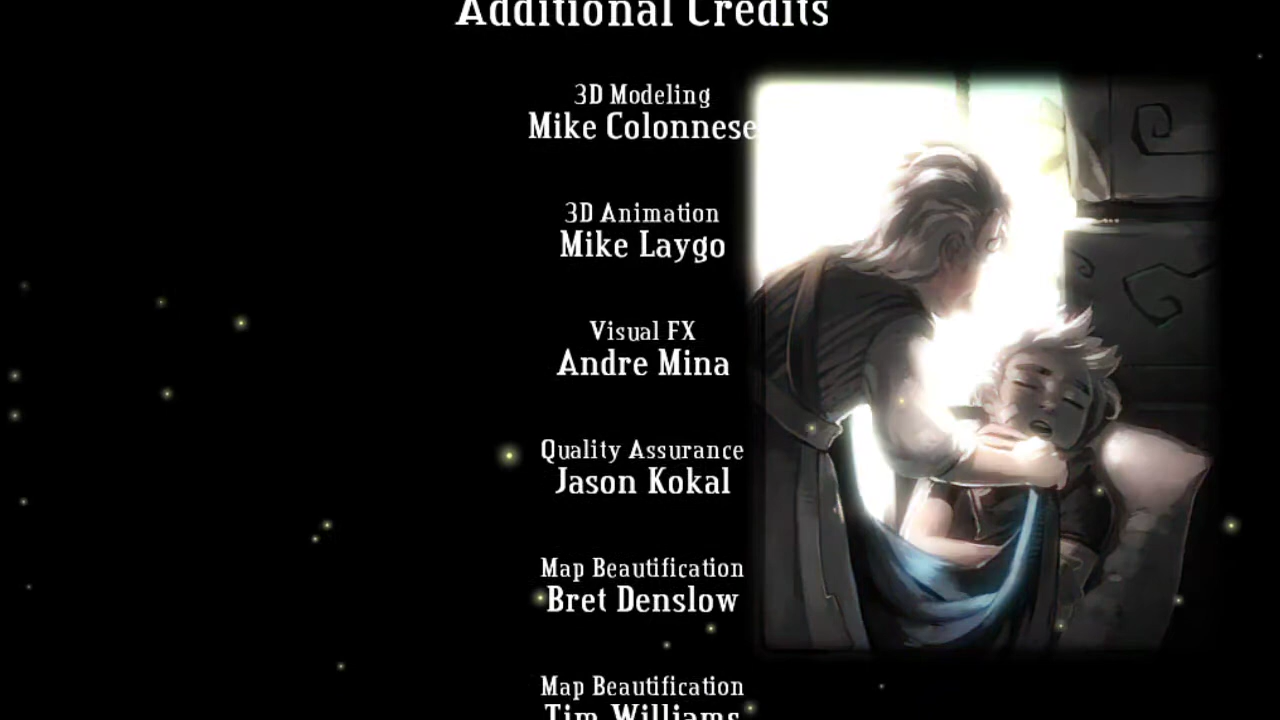 Additional Credits
3D Modeling
Mike Colonnese
3D Animation
Mike Laygo
Visual FX
Andre Mina
Quality Assurance
Jason Kokal
Map Beautification
Bret Denslow
Map Beautification
Tim Williams